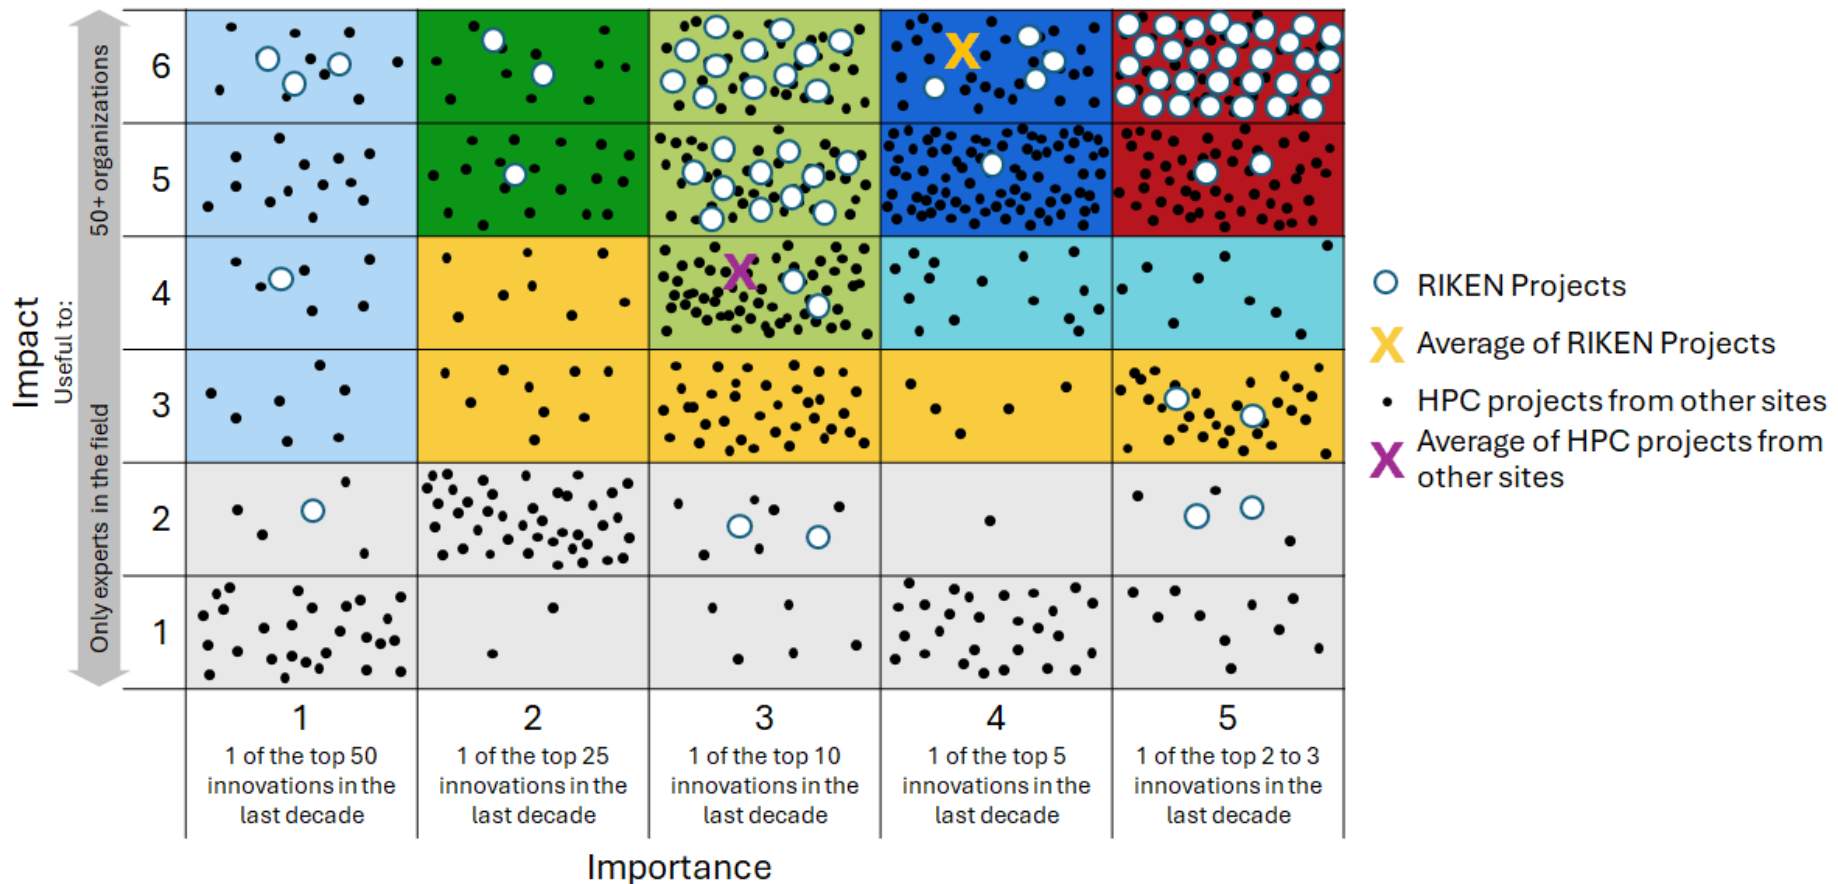 Impact
Useful to:
50+ organizations
Only experts in the field
6
5
4
3
2
1
1
1 of the top 50
innovations in the
last decade
2
1 of the top 25
innovations in the
last decade
3
1 of the top 10
innovations in the
last decade
4
1 of the top 5
innovations in the
last decade
5
1 of the top 2 to 3
innovations in the
last decade
Importance
X
X
RIKEN Projects
X Average of RIKEN Projects
HPC projects from other sites
X Average of HPC projects from
other sites